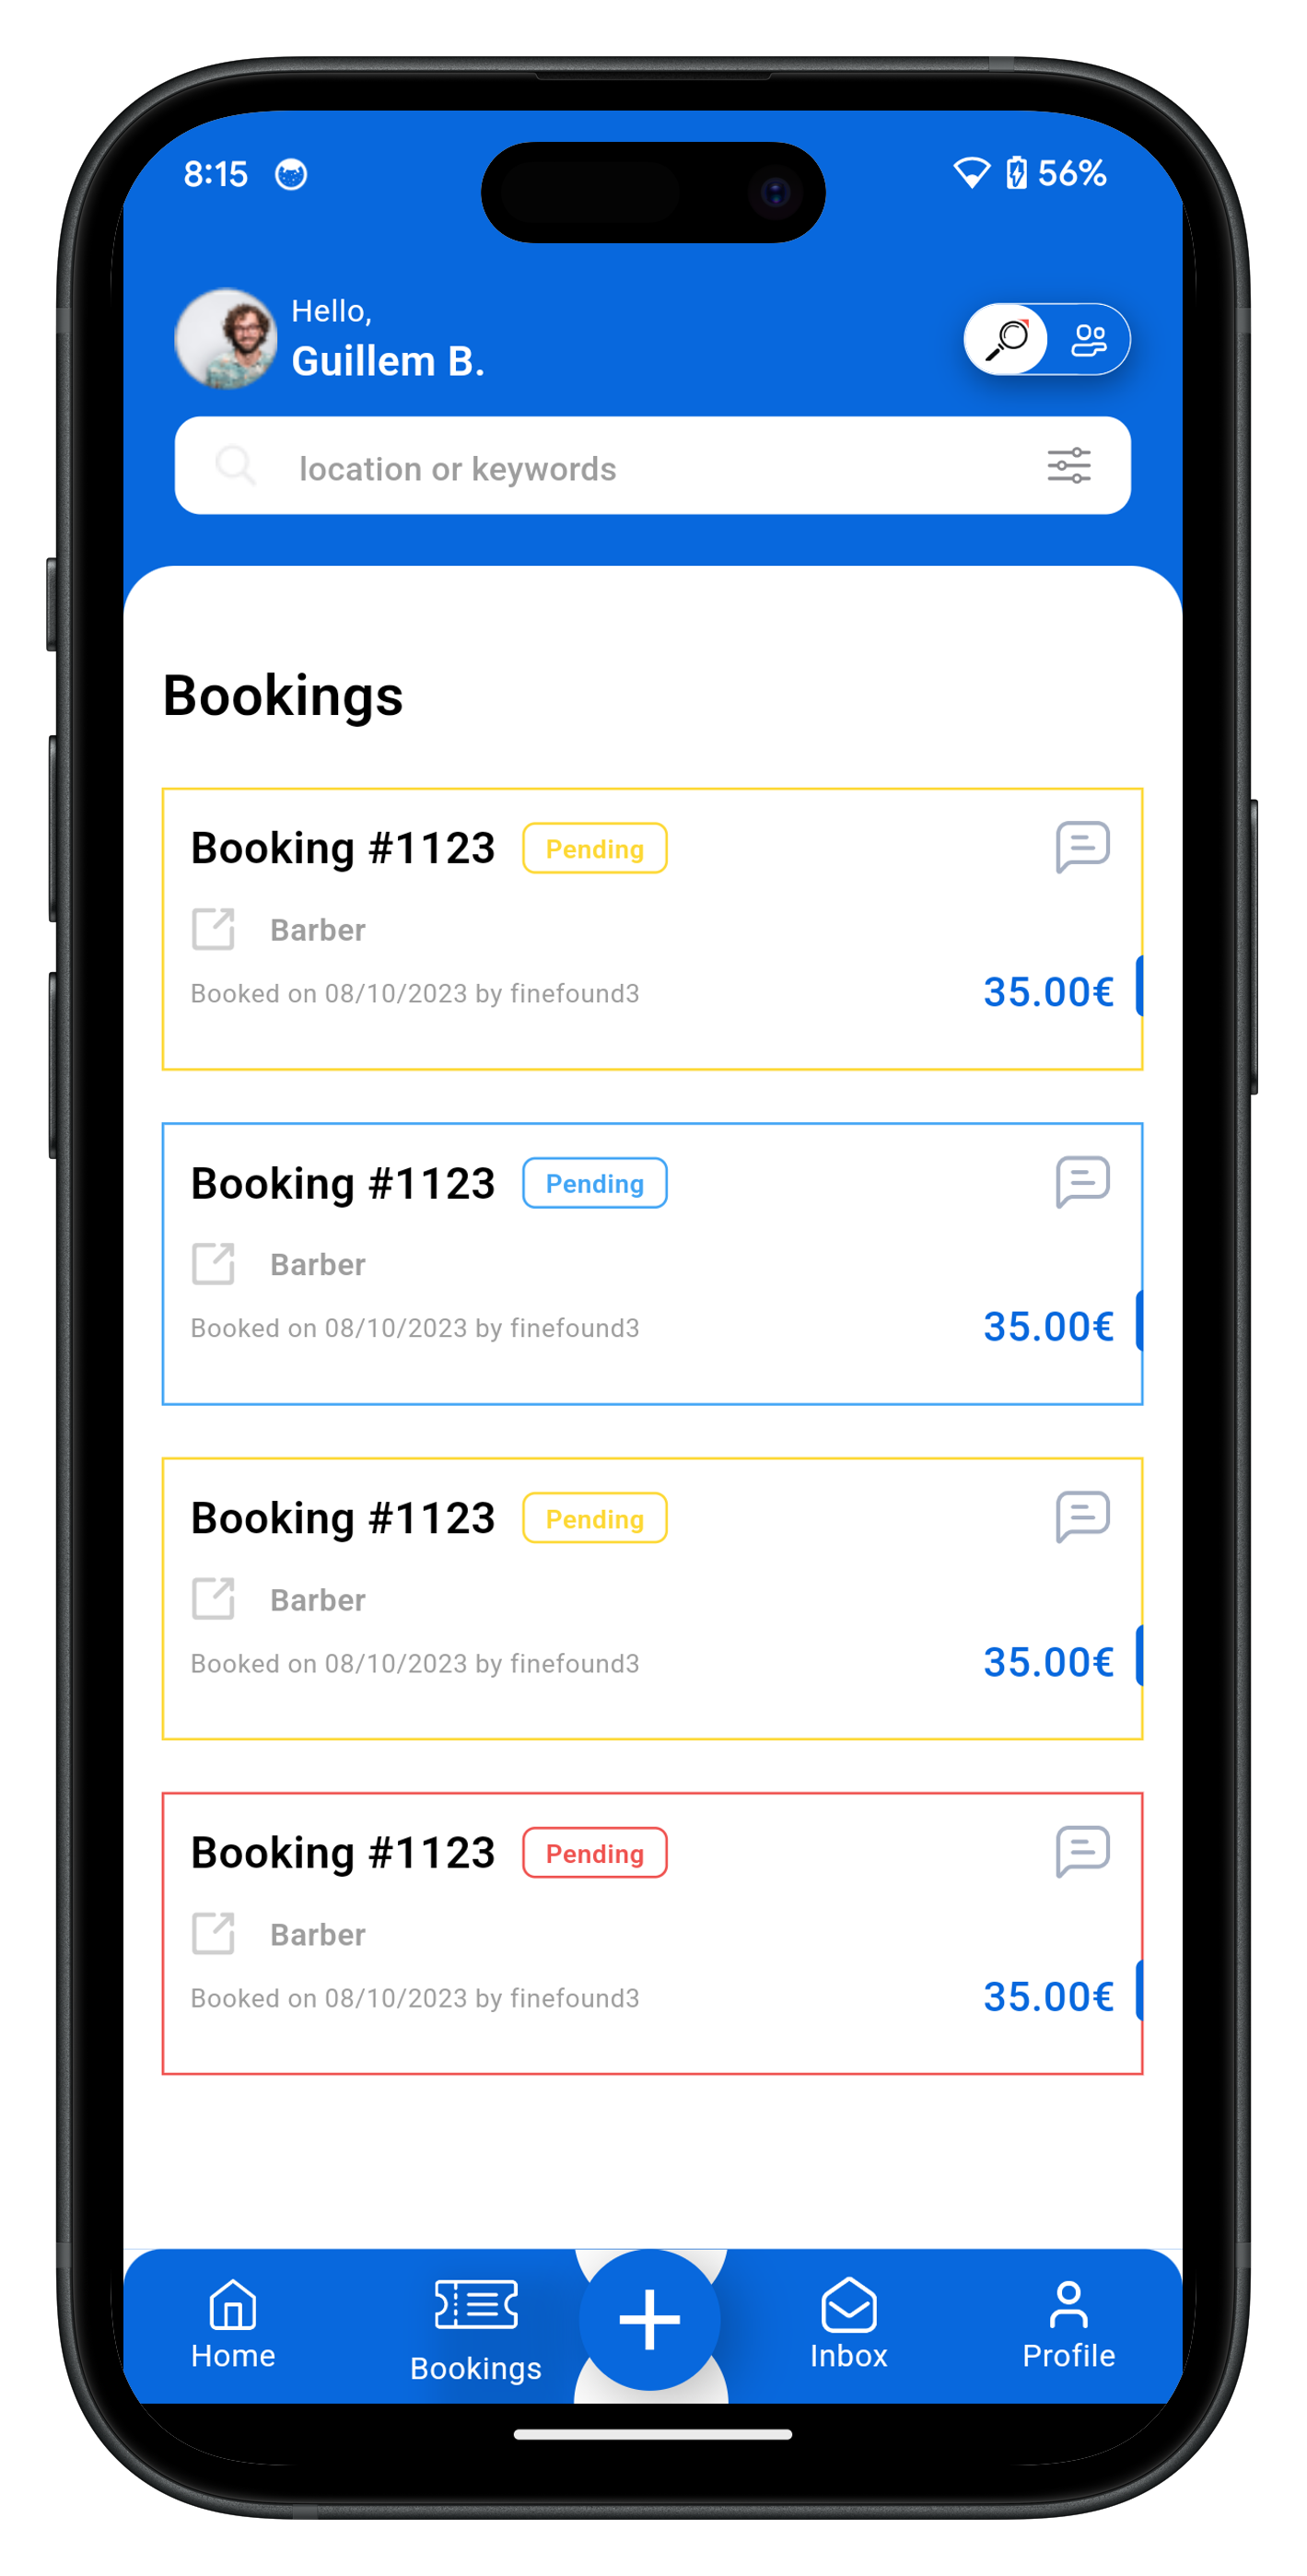 8:15
56%
Hello,
Guillem B.
location or keywords
Bookings
Booking #1123 Pending
Barber
Booked on 08/10/2023 by finefound3 35.00€
Booking #1123 Pending
Barber
Booked on 08/10/2023 by finefound3 35.00€
Booking #1123 Pending
Barber
Booked on 08/10/2023 by finefound3 35.00€
Booking #1123 Pending
Barber
Booked on 08/10/2023 by finefound3 35.00€
Home
Bookings
Inbox
Profile